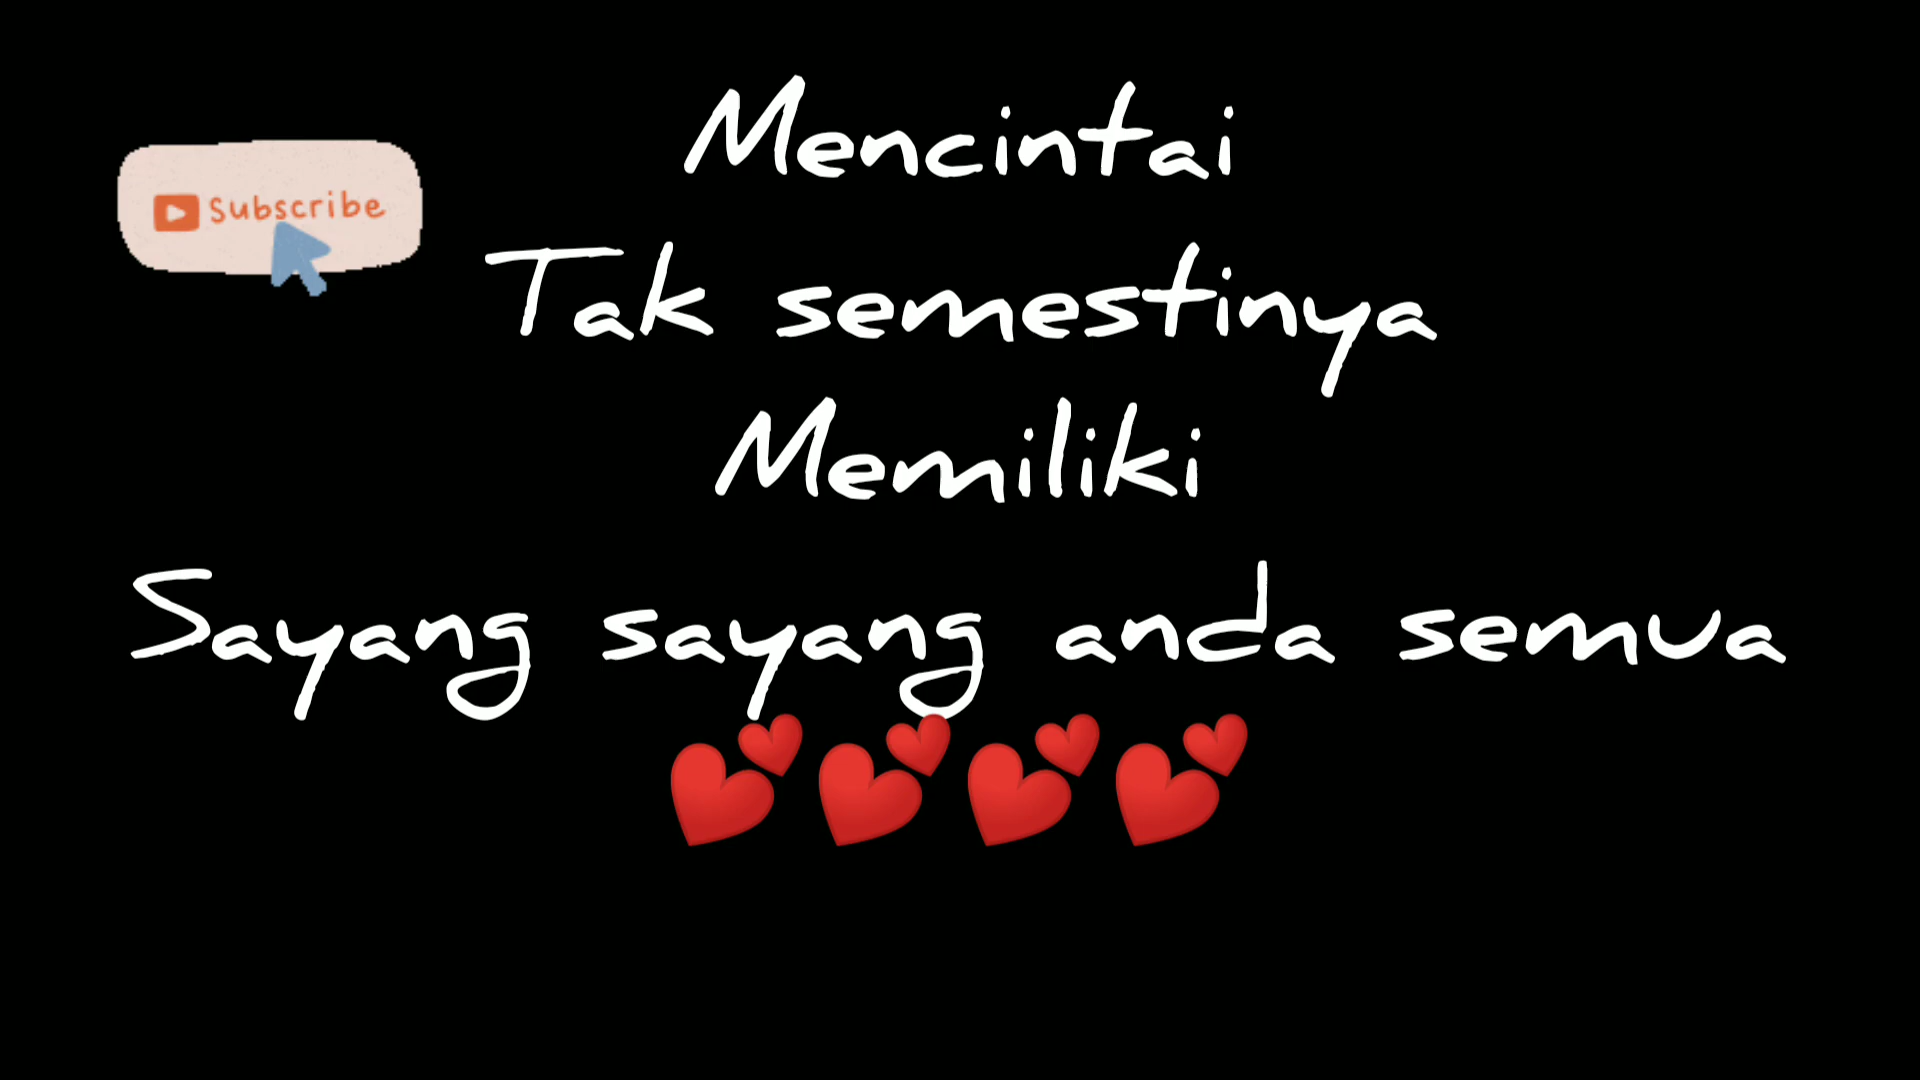 Mencintai
Subscribe
Tak semestinya
Memiliki
Sayang sayang anda semua
💕💕💕💕